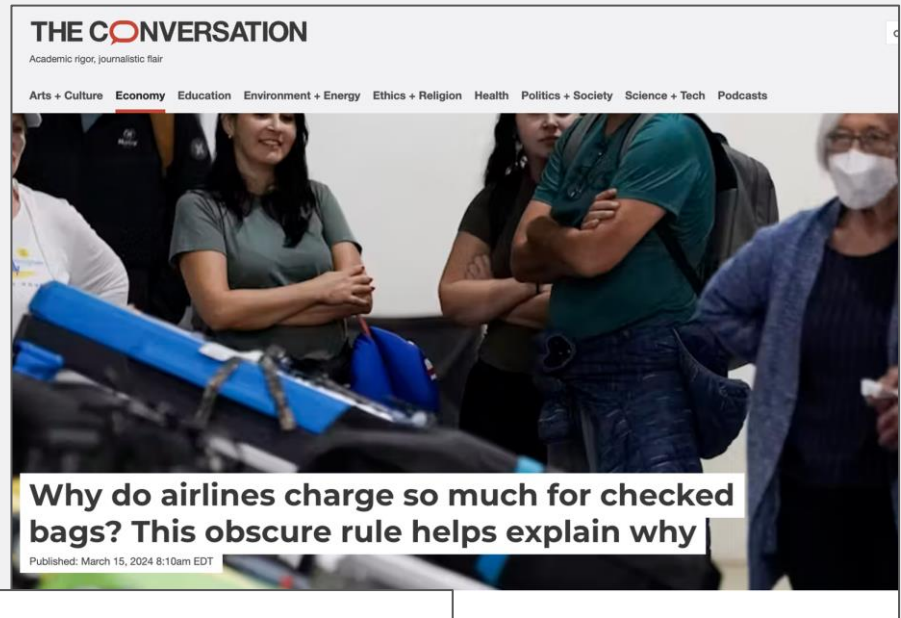 THE CONVERSATION
Academic rigor, journalistic flair
Arts + Culture Economy Education Environment + Energy Ethics + Religion Health Politics + Society Science + Tech Podcasts
Why do airlines charge so much for checked
bags? This obscure rule helps explain why
Published: March 15, 2024 8:10am EDT